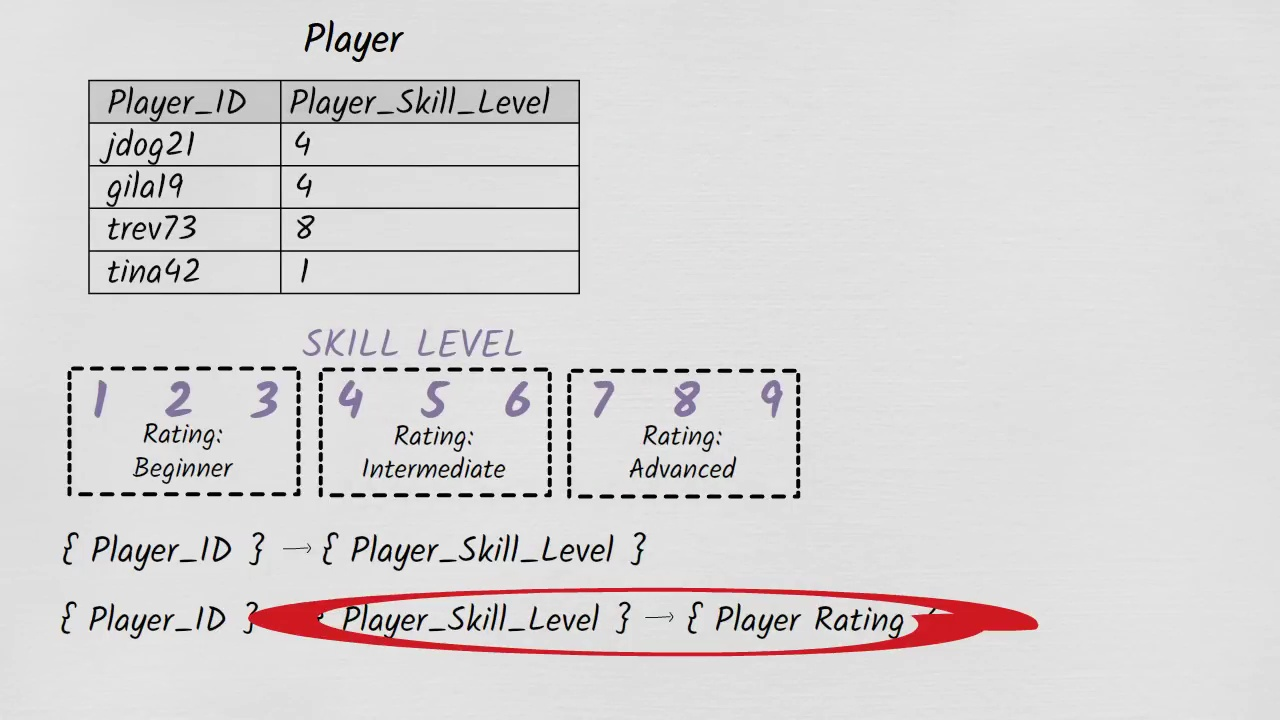 Player
Player_ID Player_Skill_Level
jdog21 4
gila19 4
trev73 8
tina42 1
SKILL LEVEL
1 2 3 4 5 6 7 8 9
Rating: Rating: Rating:
Beginner Intermediate Advanced
{ Player_ID } → { Player_Skill_Level }
{ Player_ID } { Player_Skill_Level } → { Player Rating